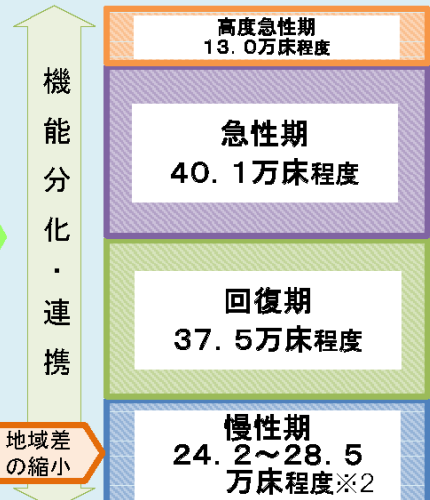 高度急性期
13.0万床程度
機能分化・連携
急性期
40.1万床程度
回復期
37.5万床程度
地域差
の縮小
慢性期
24.2～28.5
万床程度※2